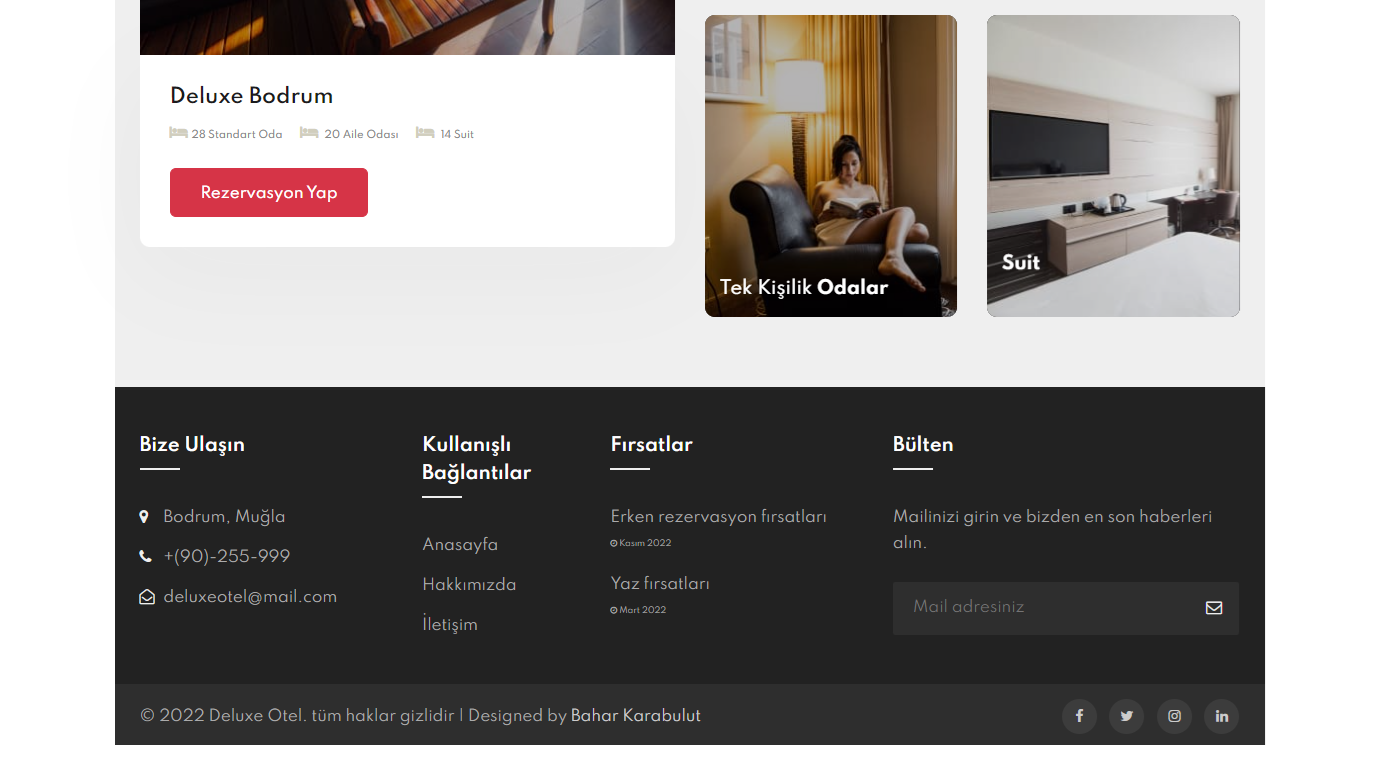 Deluxe Bodrum
28 Standart Oda 20 Aile Odası 14 Suit
Rezervasyon Yap
Tek Kişilik Odalar
Suit
Bize Ulaşın
Bodrum, Muğla
+(90)-255-999
deluxeotel@mail.com
Kullanışlı
Bağlantılar
Anasayfa
Hakkımızda
İletişim
Fırsatlar
Erken rezervasyon fırsatları
Kasım 2022
Yaz fırsatları
Mart 2022
Bülten
Mailinizi girin ve bizden en son haberleri
alın.
Mail adresiniz
© 2022 Deluxe Otel. tüm haklar gizlidir | Designed by Bahar Karabulut